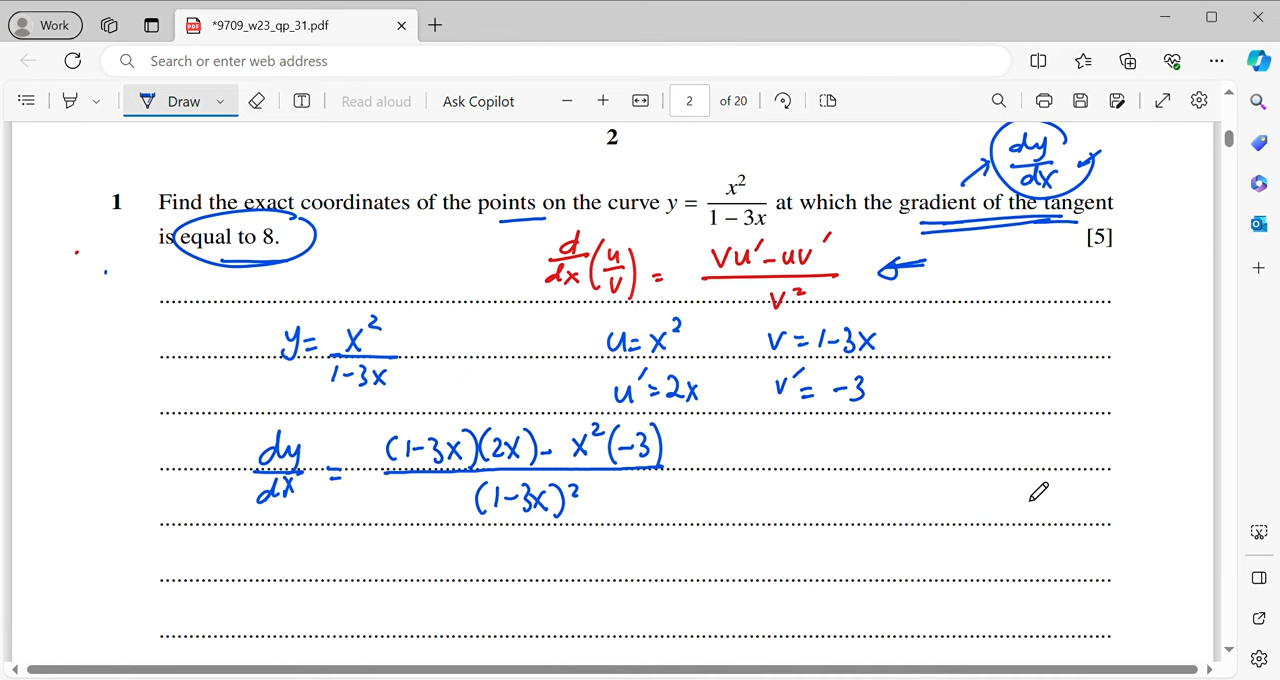 Work
*9709_w23_qp_31.pdf
Search or enter web address
Draw
Read aloud
Ask Copilot
2 of 20
2
dy/dx
1 Find the exact coordinates of the points on the curve y = x²/(1 – 3x) at which the gradient of the tangent
is equal to 8. [5]
d/dx (u/v) = (vu′ – uv′)/v²
y = x²/(1-3x) u = x² v = 1-3x
u′ = 2x v′ = -3
dy/dx = ((1-3x)(2x) - x²(-3))/(1-3x)²